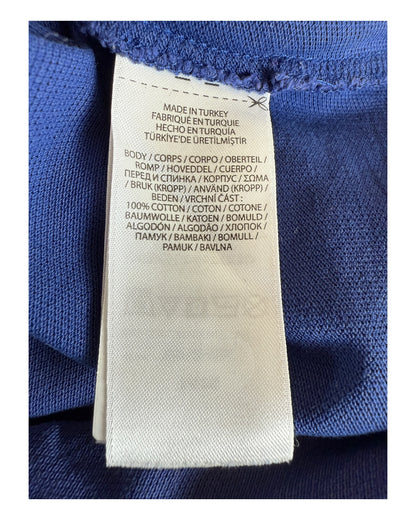 MADE IN TURKEY
FABRIQUÉ EN TURQUIE
HECHO EN TURQUÍA
TÜRKİYE'DE ÜRETİLMİŞTİR
BODY / CORPS / CORPO / OBERTEIL /
ROMP / HOVEDDEL / CUERPO /
ПЕРЕД И СПИНКА / КОРПУС / ΣΩΜΑ
/ BRUK (KROPP) / ANVÄND (KROPP) /
BEDEN / VRCHNÍ ČÁST :
100% COTTON / COTON / COTONE /
BAUMWOLLE / KATOEN / BOMULD /
ALGODÓN / ALGODÃO / ХЛОПОК /
ПАМУК / ΒΑΜΒΑΚΙ / BOMULL /
PAMUK / BAVLNA